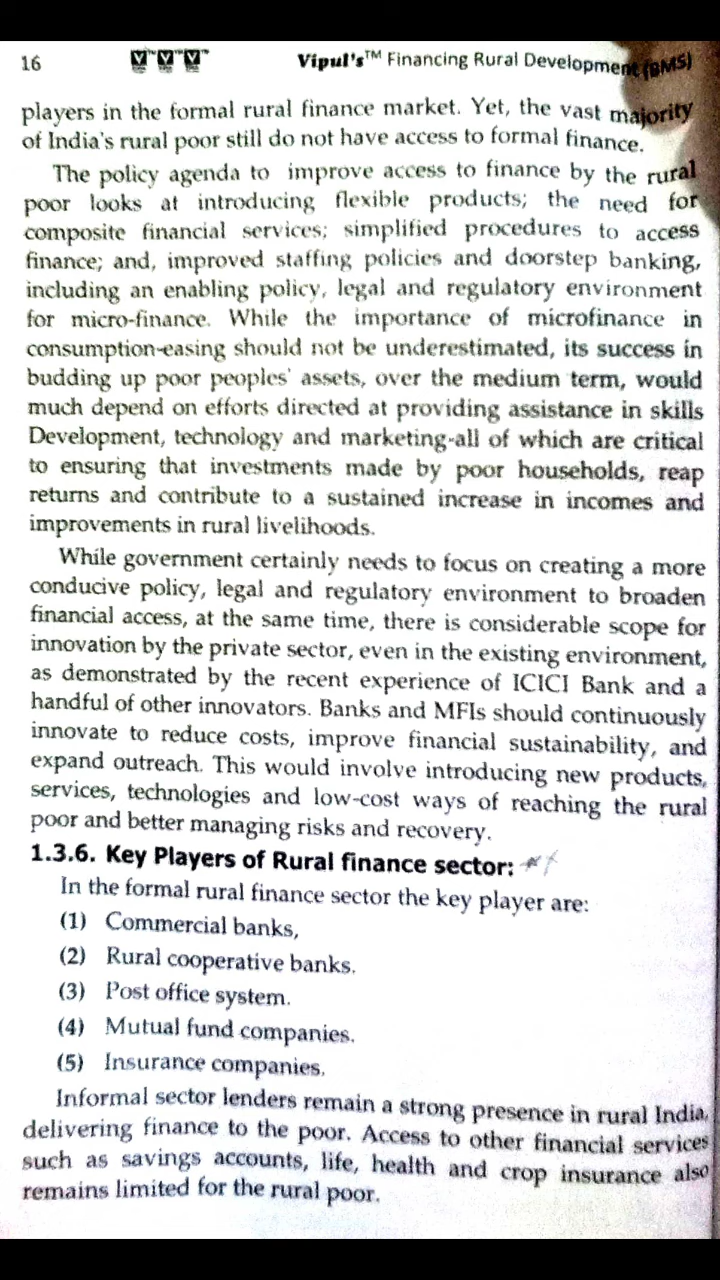 16 Vipul's™ Financing Rural Development (BMS)
players in the formal rural finance market. Yet, the vast majority
of India's rural poor still do not have access to formal finance.
The policy agenda to improve access to finance by the rural
poor looks at introducing flexible products; the need for
composite financial services; simplified procedures to access
finance; and, improved staffing policies and doorstep banking,
including an enabling policy, legal and regulatory environment
for micro-finance. While the importance of microfinance in
consumption-easing should not be underestimated, its success in
budding up poor peoples' assets, over the medium term, would
much depend on efforts directed at providing assistance in skills
Development, technology and marketing-all of which are critical
to ensuring that investments made by poor households, reap
returns and contribute to a sustained increase in incomes and
improvements in rural livelihoods.
While government certainly needs to focus on creating a more
conducive policy, legal and regulatory environment to broaden
financial access, at the same time, there is considerable scope for
innovation by the private sector, even in the existing environment,
as demonstrated by the recent experience of ICICI Bank and a
handful of other innovators. Banks and MFIs should continuously
innovate to reduce costs, improve financial sustainability, and
expand outreach. This would involve introducing new products,
services, technologies and low-cost ways of reaching the rural
poor and better managing risks and recovery.
1.3.6. Key Players of Rural finance sector:
In the formal rural finance sector the key player are:
(1) Commercial banks,
(2) Rural cooperative banks.
(3) Post office system.
(4) Mutual fund companies.
(5) Insurance companies.
Informal sector lenders remain a strong presence in rural India,
delivering finance to the poor. Access to other financial services
such as savings accounts, life, health and crop insurance also
remains limited for the rural poor.